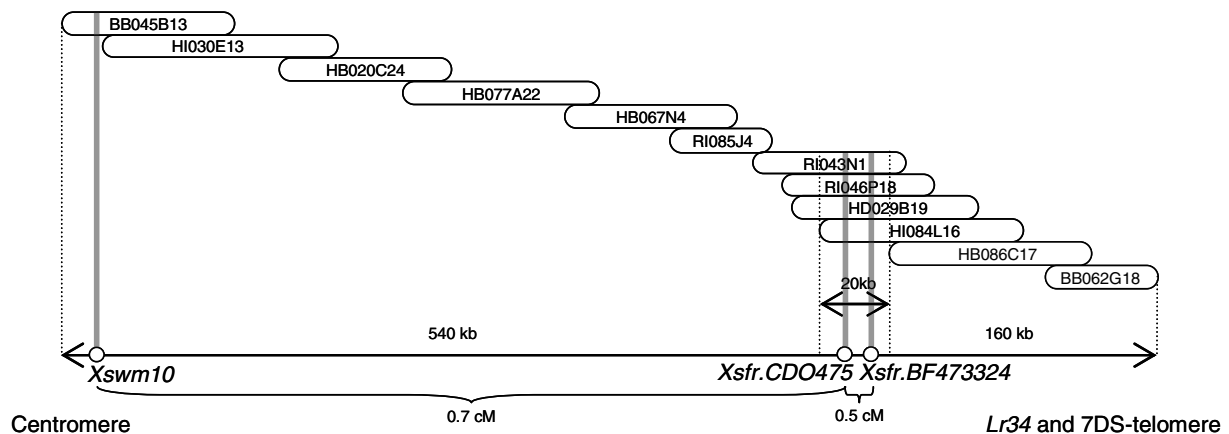 BB045B13
HI030E13
HB020C24
HB077A22
HB067N4
RI085J4
RI043N1
RI046P18
HD029B19
HI084L16
HB086C17
BB062G18
20kb
540 kb
160 kb
Xswm10
Xsfr.CDO475 Xsfr.BF473324
0.7 cM
0.5 cM
Centromere
Lr34 and 7DS-telomere